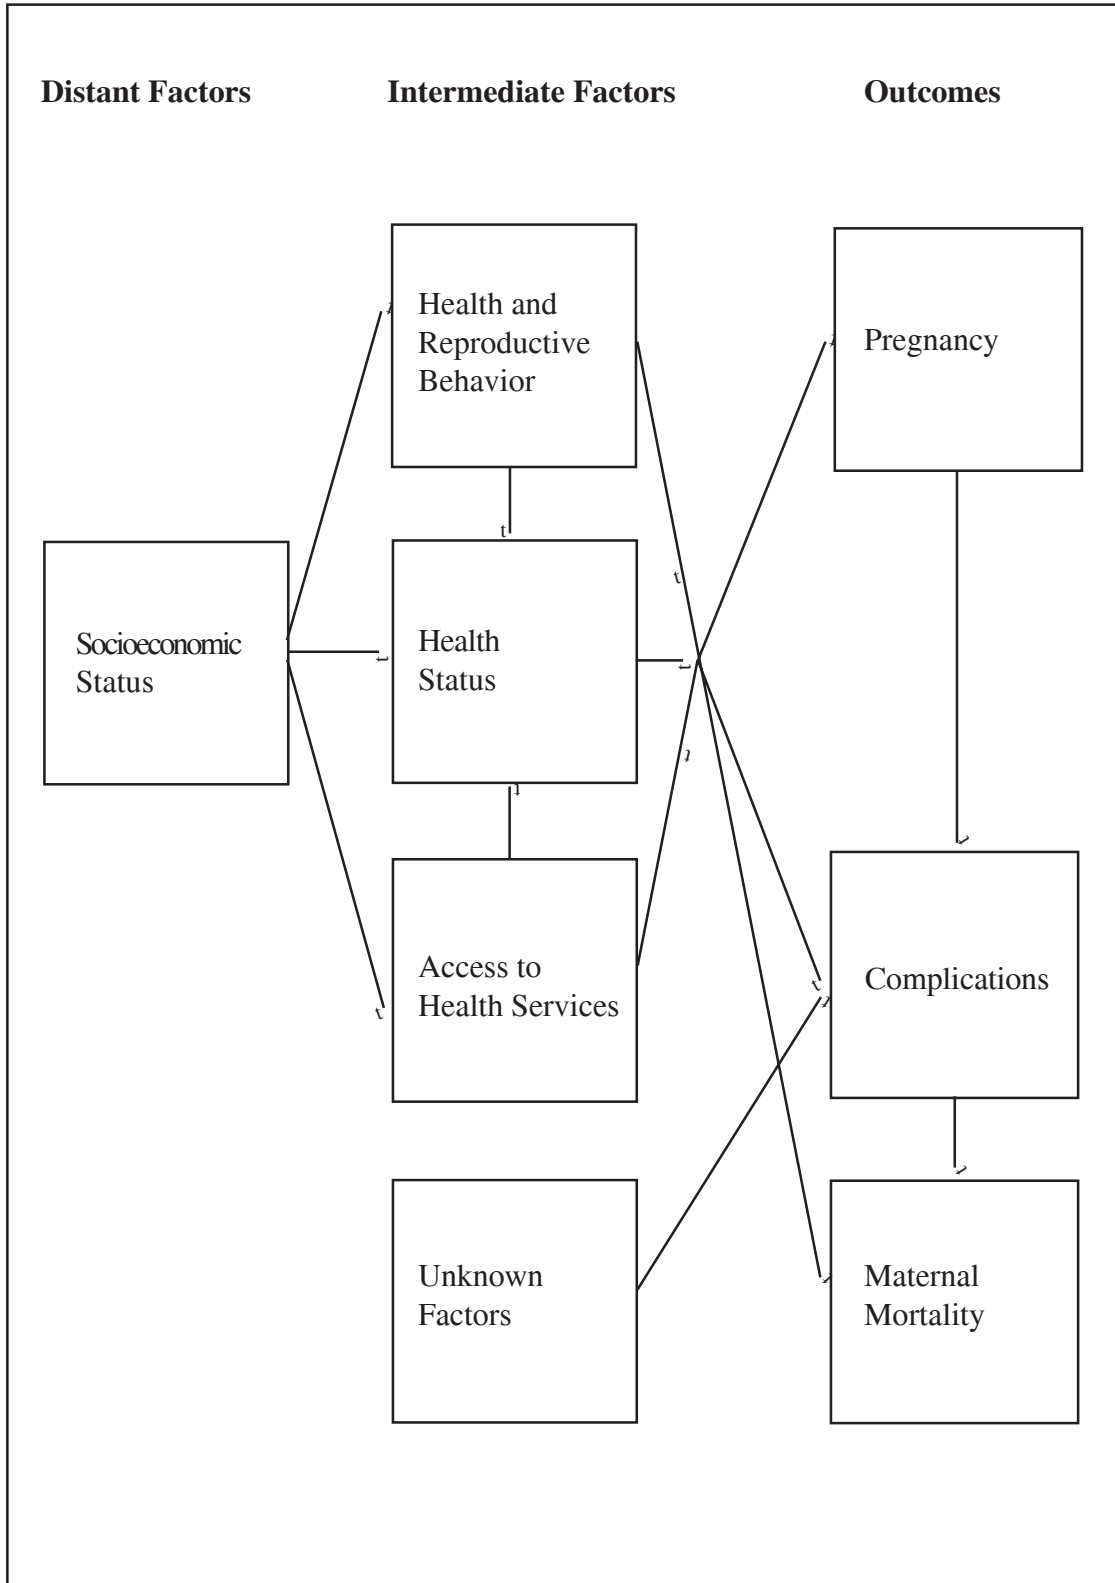 Distant Factors
Intermediate Factors
Outcomes
Health and
Reproductive
Behavior
Pregnancy
t
t
t
t
Socioeconomic
Status
t
Health
Status
t
t
t
t
t
Access to
Health Services
Complications
t
t
t
t
Unknown
Factors
Maternal
Mortality
t